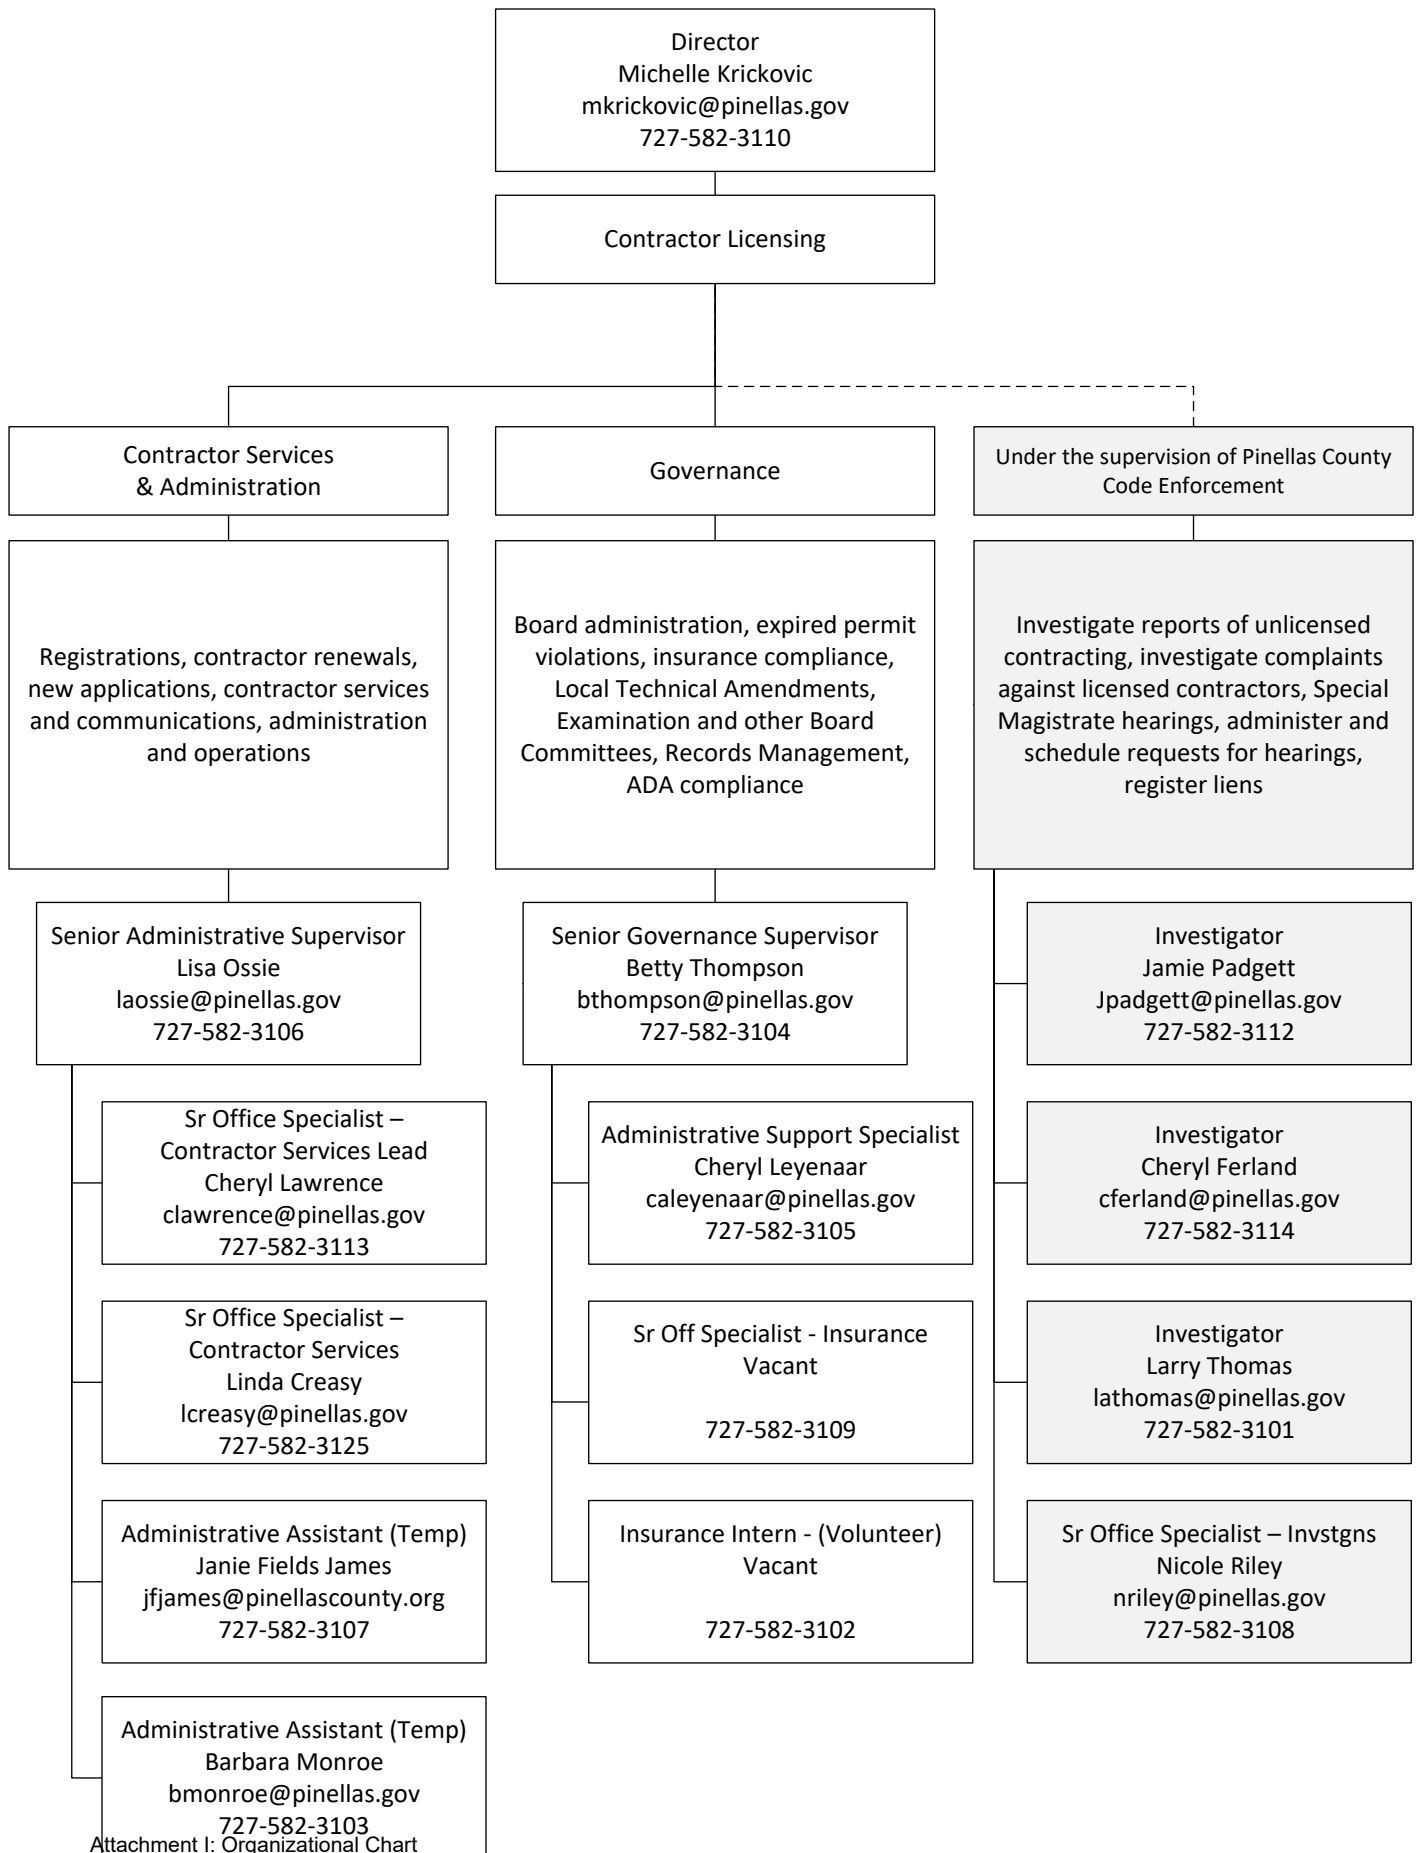 Director
Michelle Krickovic
mkrickovic@pinellas.gov
727-582-3110
Contractor Licensing
Contractor Services
& Administration
Governance
Under the supervision of Pinellas County
Code Enforcement
Registrations, contractor renewals,
new applications, contractor services
and communications, administration
and operations
Board administration, expired permit
violations, insurance compliance,
Local Technical Amendments,
Examination and other Board
Committees, Records Management,
ADA compliance
Investigate reports of unlicensed
contracting, investigate complaints
against licensed contractors, Special
Magistrate hearings, administer and
schedule requests for hearings,
register liens
Senior Administrative Supervisor
Lisa Ossie
laossie@pinellas.gov
727-582-3106
Sr Office Specialist –
Contractor Services Lead
Cheryl Lawrence
clawrence@pinellas.gov
727-582-3113
Sr Office Specialist –
Contractor Services
Linda Creasy
lcreasy@pinellas.gov
727-582-3125
Administrative Assistant (Temp)
Janie Fields James
jfjames@pinellascounty.org
727-582-3107
Administrative Assistant (Temp)
Barbara Monroe
bmonroe@pinellas.gov
727-582-3103
Senior Governance Supervisor
Betty Thompson
bthompson@pinellas.gov
727-582-3104
Administrative Support Specialist
Cheryl Leyenaar
caleyenaar@pinellas.gov
727-582-3105
Sr Off Specialist - Insurance
Vacant
727-582-3109
Insurance Intern - (Volunteer)
Vacant
727-582-3102
Investigator
Jamie Padgett
Jpadgett@pinellas.gov
727-582-3112
Investigator
Cheryl Ferland
cferland@pinellas.gov
727-582-3114
Investigator
Larry Thomas
lathomas@pinellas.gov
727-582-3101
Sr Office Specialist – Invstgns
Nicole Riley
nriley@pinellas.gov
727-582-3108
Attachment I: Organizational Chart